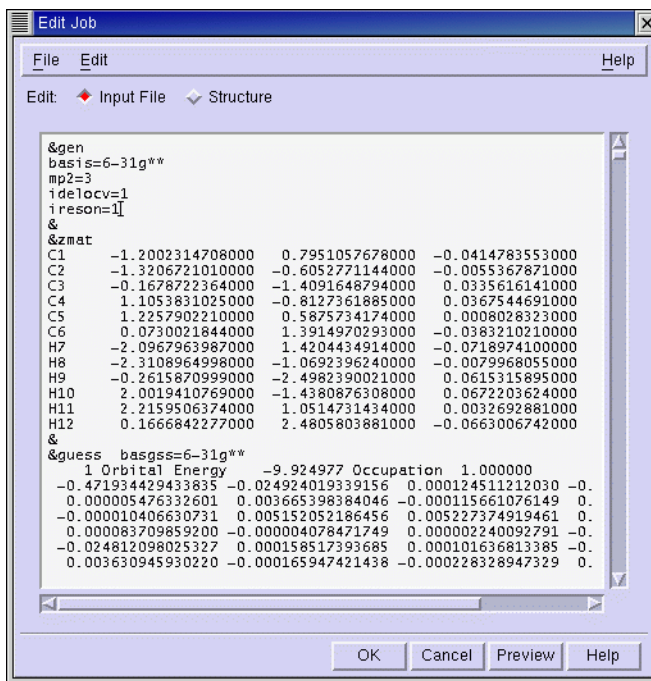 Edit Job
File Edit Help
Edit: Input File Structure
&gen
basis=6-31g**
mp2=3
idelocv=1
ireson=1
&
&zmat
C1 -1.2002314708000 0.7951057678000 -0.0414783553000
C2 -1.3206721010000 -0.6052771144000 -0.0055367871000
C3 -0.1678722364000 -1.4091648794000 0.0335616141000
C4 1.1053831025000 -0.8127361885000 0.0367544691000
C5 1.2257902210000 0.5875734174000 0.0008028323000
C6 0.0730021844000 1.3914970293000 -0.0383210210000
H7 -2.0967963987000 1.4204434914000 -0.0718974100000
H8 -2.3108964998000 -1.0692396240000 -0.0079968055000
H9 -0.2615870999000 -2.4982390021000 0.0615315895000
H10 2.0019410769000 -1.4380876308000 0.0672203624000
H11 2.2159506374000 1.0514731434000 0.0032692881000
H12 0.1666842277000 2.4805803881000 -0.0663006742000
&
&guess basgss=6-31g**
1 Orbital Energy -9.924977 Occupation 1.000000
-0.471934429433835 -0.024924019339156 0.000124511212030 -0.
0.000005476332601 0.003665398384046 -0.000115661076149 0.
-0.000010406630731 0.005152052186456 0.005227374919461 0.
0.000083709859200 -0.000004078471749 0.000002240092791 -0.
-0.024812098025327 0.000158517393685 0.000101636813385 -0.
0.003630945930220 -0.000165947421438 -0.000228328947329 0.
OK Cancel Preview Help